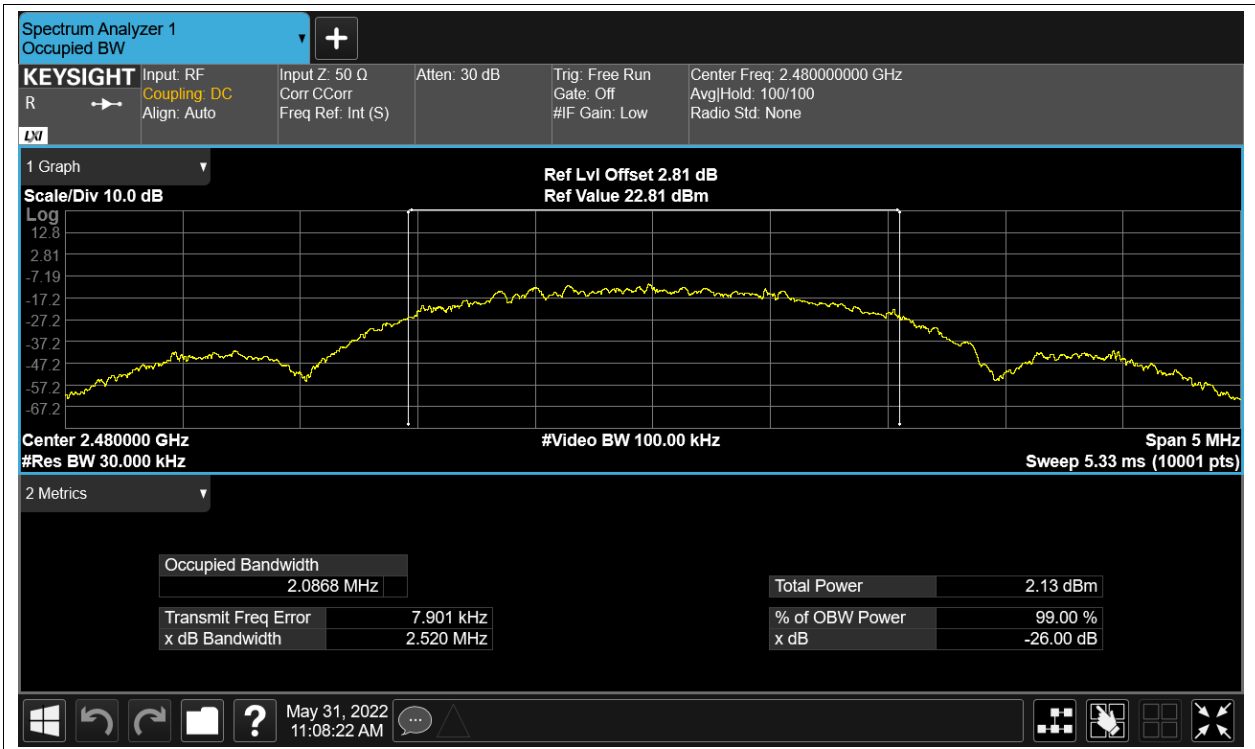 Spectrum Analyzer 1
Occupied BW
KEYSIGHT
R
LXI
Input: RF
Coupling: DC
Align: Auto
Input Z: 50 Ω
Corr CCorr
Freq Ref: Int (S)
Atten: 30 dB
Trig: Free Run
Gate: Off
#IF Gain: Low
Center Freq: 2.480000000 GHz
Avg|Hold: 100/100
Radio Std: None
1 Graph
Scale/Div 10.0 dB
Ref Lvl Offset 2.81 dB
Ref Value 22.81 dBm
Log
12.8
2.81
-7.19
-17.2
-27.2
-37.2
-47.2
-57.2
-67.2
Center 2.480000 GHz
#Res BW 30.000 kHz
#Video BW 100.00 kHz
Span 5 MHz
Sweep 5.33 ms (10001 pts)
2 Metrics
Occupied Bandwidth
2.0868 MHz
Transmit Freq Error 7.901 kHz
x dB Bandwidth 2.520 MHz
Total Power 2.13 dBm
% of OBW Power 99.00 %
x dB -26.00 dB
?
May 31, 2022
11:08:22 AM